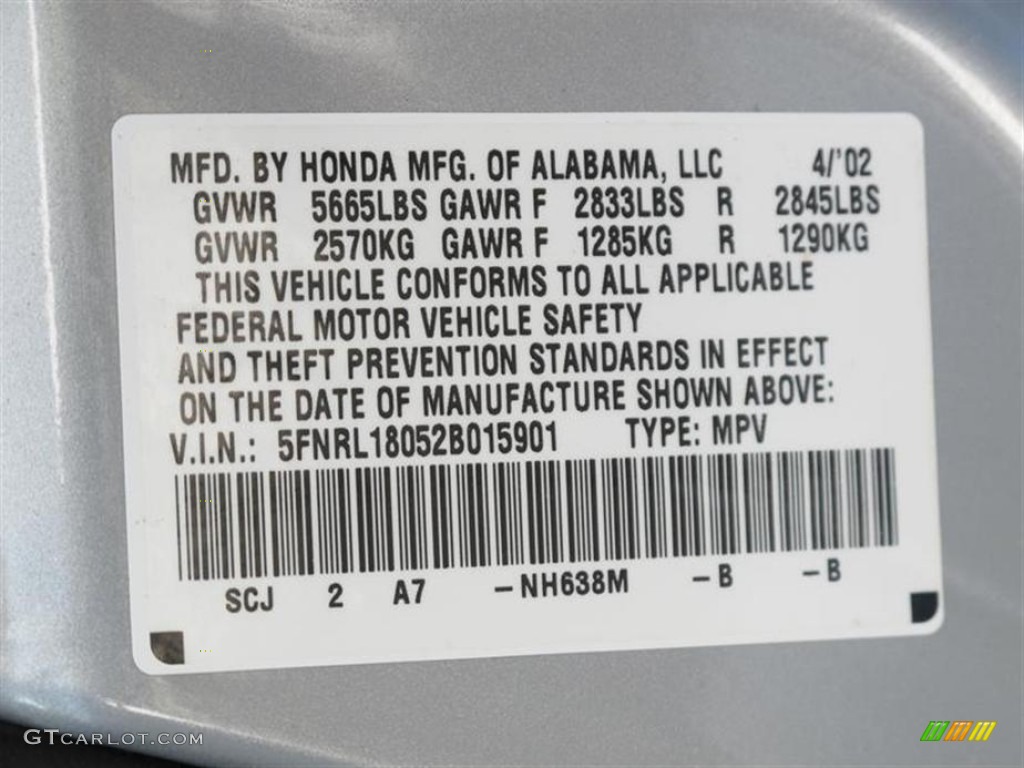 MFD. BY HONDA MFG. OF ALABAMA, LLC 4/'02
GVWR 5665LBS GAWR F 2833LBS R 2845LBS
GVWR 2570KG GAWR F 1285KG R 1290KG
THIS VEHICLE CONFORMS TO ALL APPLICABLE
FEDERAL MOTOR VEHICLE SAFETY
AND THEFT PREVENTION STANDARDS IN EFFECT
ON THE DATE OF MANUFACTURE SHOWN ABOVE:
V.I.N.: 5FNRL18052B015901 TYPE: MPV
SCJ 2 A7 -NH638M -B -B
GTCARLOT.COM